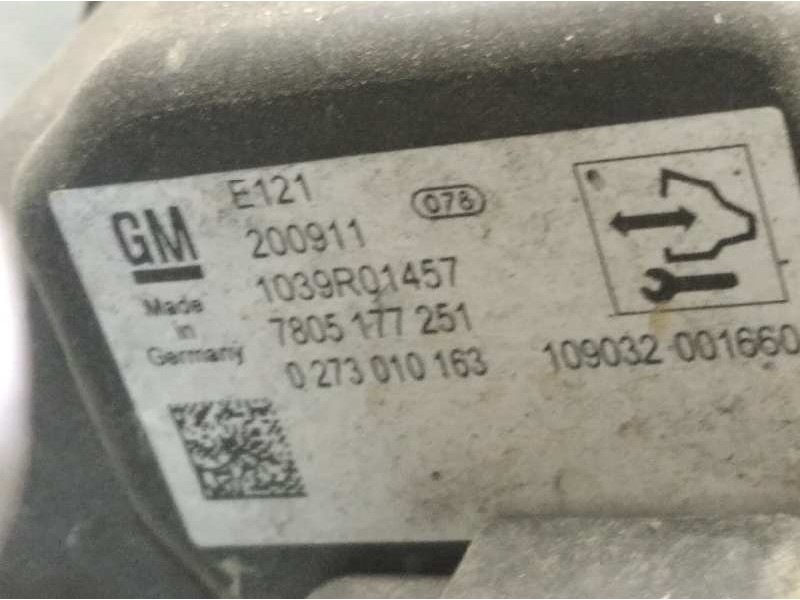 E121
078
GM
200911
1039R01457
Made
in
Germany
7805 177 251
0 273 010 163
109032 001660